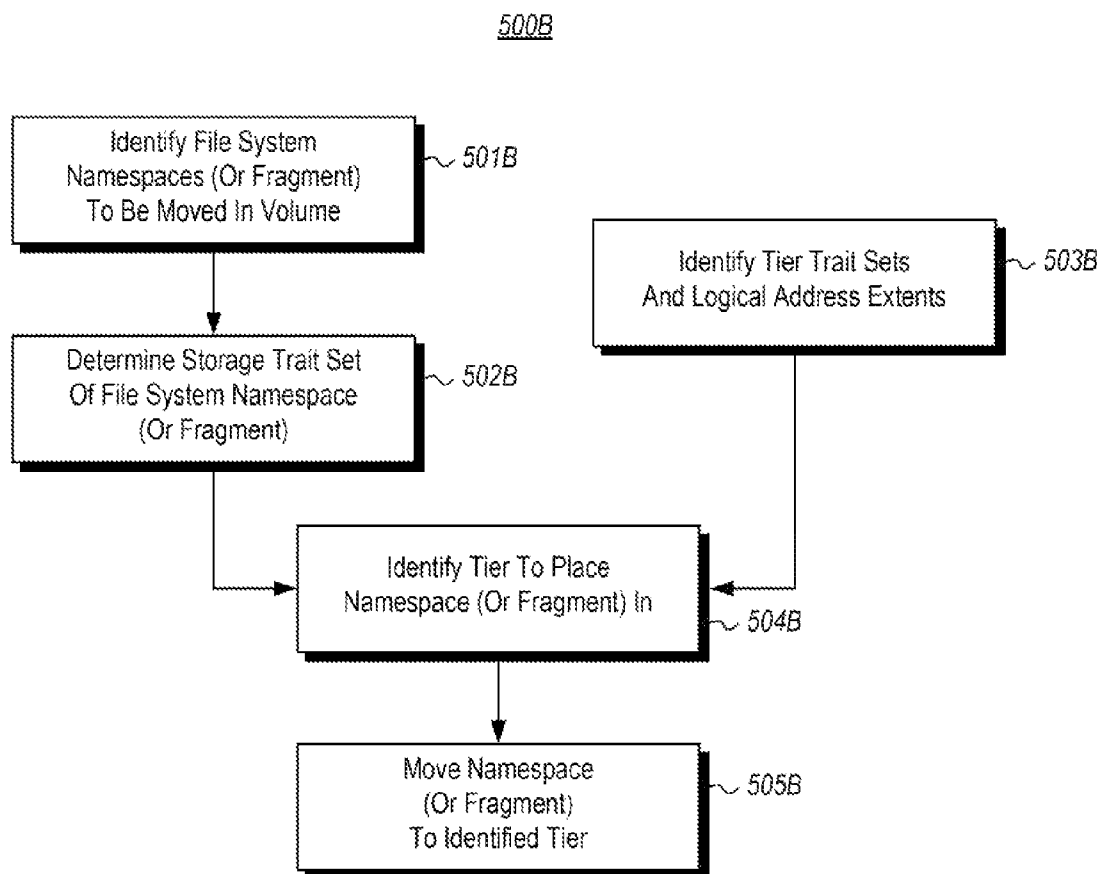 500B
Identify File System
Namespaces (Or Fragment)
To Be Moved In Volume
501B
Identify Tier Trait Sets
And Logical Address Extents
503B
Determine Storage Trait Set
Of File System Namespace
(Or Fragment)
502B
Identify Tier To Place
Namespace (Or Fragment) In
504B
Move Namespace
(Or Fragment)
To Identified Tier
505B